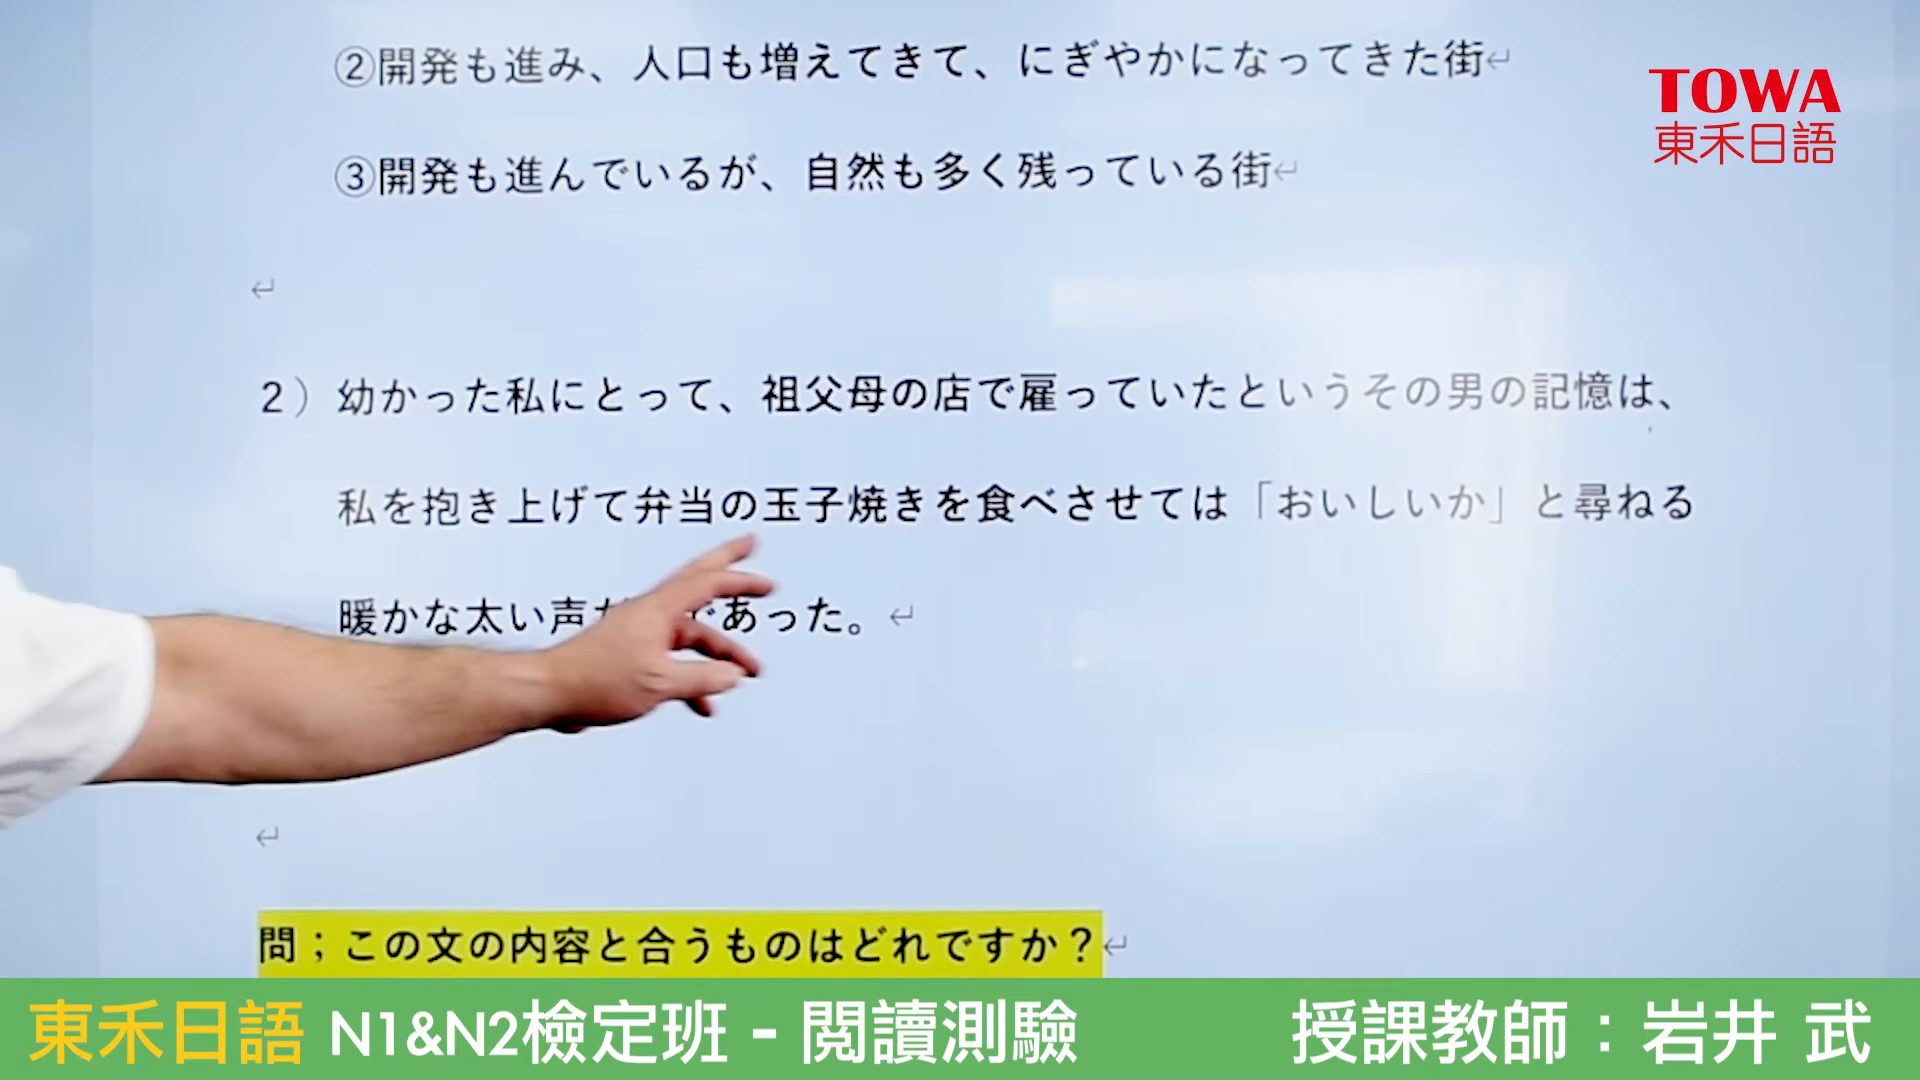 ②開発も進み、人口も増えてきて、にぎやかになってきた街
③開発も進んでいるが、自然も多く残っている街
TOWA
東禾日語
２）幼かった私にとって、祖父母の店で雇っていたというその男の記憶は、
私を抱き上げて弁当の玉子焼きを食べさせては「おいしいか」と尋ねる
暖かな太い声だ であった。
問；この文の内容と合うものはどれですか？
東禾日語 N1&N2檢定班 - 閱讀測驗 授課教師：岩井 武